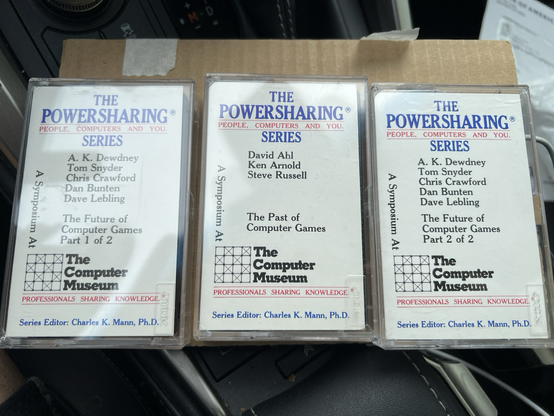 THE
POWERSHARING®
PEOPLE, COMPUTERS AND YOU.
SERIES
A. K. Dewdney
Tom Snyder
Chris Crawford
Dan Bunten
Dave Lebling
The Future of
Computer Games
Part 1 of 2
A Symposium At
The
Computer
Museum
PROFESSIONALS SHARING KNOWLEDGE.
Series Editor: Charles K. Mann, Ph.D.
THE
POWERSHARING®
PEOPLE, COMPUTERS AND YOU.
SERIES
David Ahl
Ken Arnold
Steve Russell
The Past of
Computer Games
A Symposium At
The
Computer
Museum
PROFESSIONALS SHARING KNOWLEDGE.
Series Editor: Charles K. Mann, Ph.D.
THE
POWERSHARING®
PEOPLE, COMPUTERS AND YOU.
SERIES
A. K. Dewdney
Tom Snyder
Chris Crawford
Dan Bunten
Dave Lebling
The Future of
Computer Games
Part 2 of 2
A Symposium At
The
Computer
Museum
PROFESSIONALS SHARING KNOWLEDGE.
Series Editor: Charles K. Mann, Ph.D.